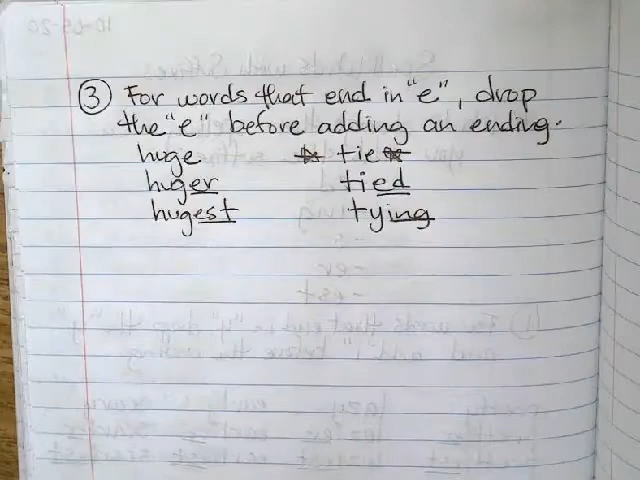 ③ For words that end in "e", drop
the "e" before adding an ending.
huge tie
huger tied
hugest tying